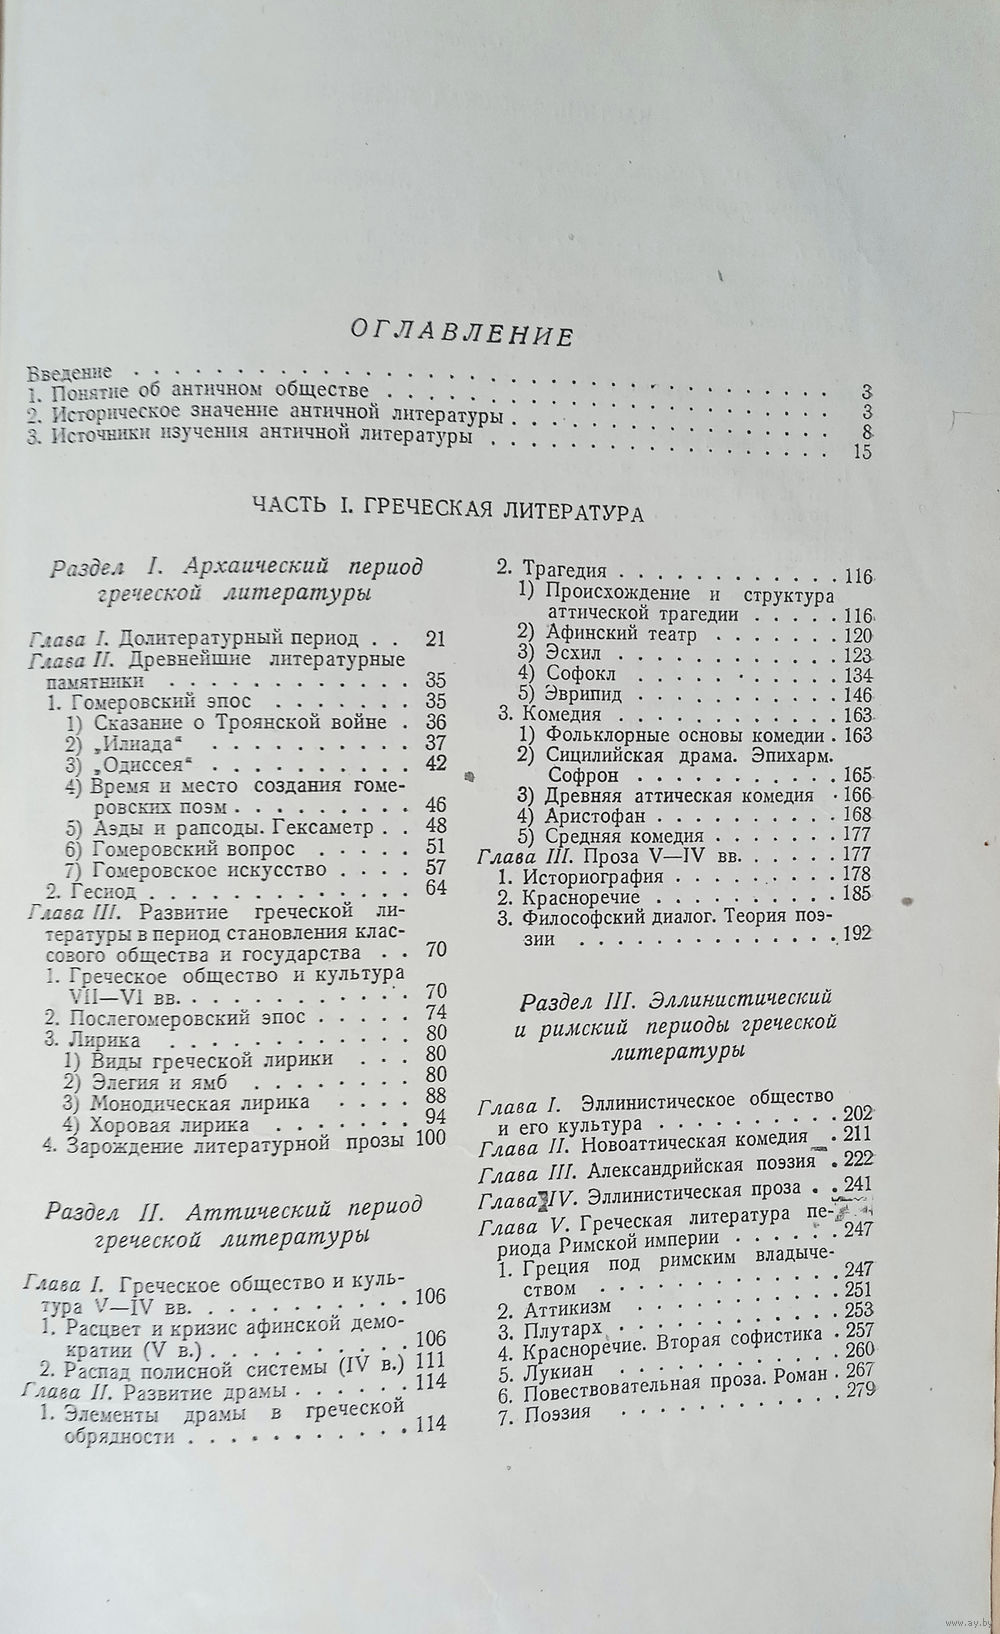 ОГЛАВЛЕНИЕ
Введение . . . . . . . . . . . . . . . . . . . . 3
1. Понятие об античном обществе . . . . . . . . . . . . . . 3
2. Историческое значение античной литературы . . . . . . . . . . 8
3. Источники изучения античной литературы . . . . . . . . . . . 15
ЧАСТЬ I. ГРЕЧЕСКАЯ ЛИТЕРАТУРА
Раздел I. Архаический период
греческой литературы
Глава I. Долитературный период . . 21
Глава II. Древнейшие литературные
памятники . . . . . . . . . . 35
1. Гомеровский эпос . . . . . . . 35
1) Сказание о Троянской войне . 36
2) „Илиада“ . . . . . . . . . 37
3) „Одиссея“ . . . . . . . . . 42
4) Время и место создания гоме-
ровских поэм . . . . . . . . 46
5) Аэды и рапсоды. Гексаметр . . 48
6) Гомеровский вопрос . . . . . 51
7) Гомеровское искусство . . . . 57
2. Гесиод . . . . . . . . . . . 64
Глава III. Развитие греческой ли-
тературы в период становления клас-
сового общества и государства . . 70
1. Греческое общество и культура
VII—VI вв. . . . . . . . . . . 70
2. Послегомеровский эпос . . . . . 74
3. Лирика . . . . . . . . . . . 80
1) Виды греческой лирики . . . 80
2) Элегия и ямб . . . . . . . . 80
3) Монодическая лирика . . . . 88
4) Хоровая лирика . . . . . . . 94
4. Зарождение литературной прозы 100
Раздел II. Аттический период
греческой литературы
Глава I. Греческое общество и куль-
тура V—IV вв. . . . . . . . . . 106
1. Расцвет и кризис афинской демо-
кратии (V в.) . . . . . . . . . 106
2. Распад полисной системы (IV в.) 111
Глава II. Развитие драмы . . . . . . 114
1. Элементы драмы в греческой
обрядности . . . . . . . . . . 114
2. Трагедия . . . . . . . . . . . 116
1) Происхождение и структура
аттической трагедии . . . . . 116
2) Афинский театр . . . . . . . 120
3) Эсхил . . . . . . . . . . . 123
4) Софокл . . . . . . . . . . 134
5) Эврипид . . . . . . . . . . 146
3. Комедия . . . . . . . . . . . 163
1) Фольклорные основы комедии . 163
2) Сицилийская драма. Эпихарм.
Софрон . . . . . . . . . . 165
3) Древняя аттическая комедия . 166
4) Аристофан . . . . . . . . . 168
5) Средняя комедия . . . . . . . 177
Глава III. Проза V—IV вв. . . . . . 177
1. Историография . . . . . . . . . 178
2. Красноречие . . . . . . . . . . 185
3. Философский диалог. Теория поэ-
зии . . . . . . . . . . . . . 192
Раздел III. Эллинистический
и римский периоды греческой
литературы
Глава I. Эллинистическое общество
и его культура . . . . . . . . . 202
Глава II. Новоаттическая комедия . 211
Глава III. Александрийская поэзия . 222
Глава IV. Эллинистическая проза . . 241
Глава V. Греческая литература пе-
риода Римской империи . . . . . . 247
1. Греция под римским владыче-
ством . . . . . . . . . . . . 247
2. Аттикизм . . . . . . . . . . 251
3. Плутарх . . . . . . . . . . . 253
4. Красноречие. Вторая софистика . 257
5. Лукиан . . . . . . . . . . . 260
6. Повествовательная проза. Роман . 267
7. Поэзия . . . . . . . . . . . 279
www.ay.by